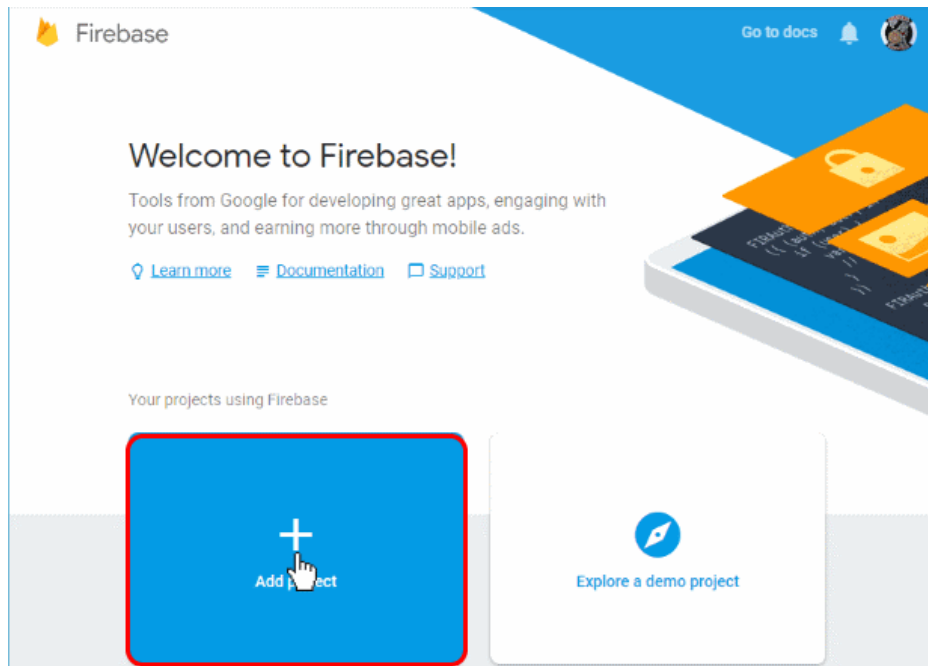 Firebase
Go to docs
Welcome to Firebase!
Tools from Google for developing great apps, engaging with
your users, and earning more through mobile ads.
Learn more Documentation Support
Your projects using Firebase
Add project
Explore a demo project